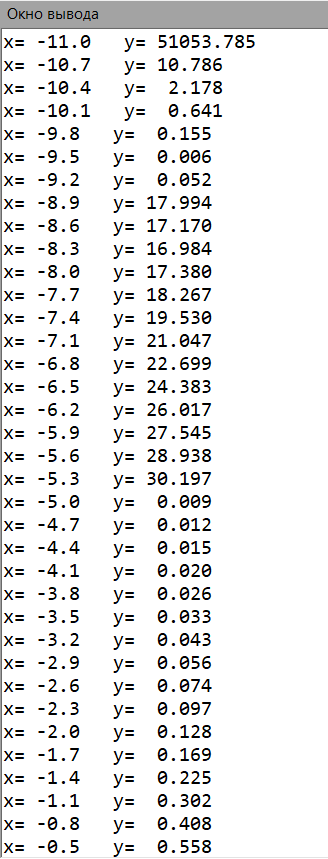 Окно вывода
x= -11.0   y= 51053.785
x= -10.7   y= 10.786
x= -10.4   y=  2.178
x= -10.1   y=  0.641
x= -9.8   y=  0.155
x= -9.5   y=  0.006
x= -9.2   y=  0.052
x= -8.9   y= 17.994
x= -8.6   y= 17.170
x= -8.3   y= 16.984
x= -8.0   y= 17.380
x= -7.7   y= 18.267
x= -7.4   y= 19.530
x= -7.1   y= 21.047
x= -6.8   y= 22.699
x= -6.5   y= 24.383
x= -6.2   y= 26.017
x= -5.9   y= 27.545
x= -5.6   y= 28.938
x= -5.3   y= 30.197
x= -5.0   y=  0.009
x= -4.7   y=  0.012
x= -4.4   y=  0.015
x= -4.1   y=  0.020
x= -3.8   y=  0.026
x= -3.5   y=  0.033
x= -3.2   y=  0.043
x= -2.9   y=  0.056
x= -2.6   y=  0.074
x= -2.3   y=  0.097
x= -2.0   y=  0.128
x= -1.7   y=  0.169
x= -1.4   y=  0.225
x= -1.1   y=  0.302
x= -0.8   y=  0.408
x= -0.5   y=  0.558